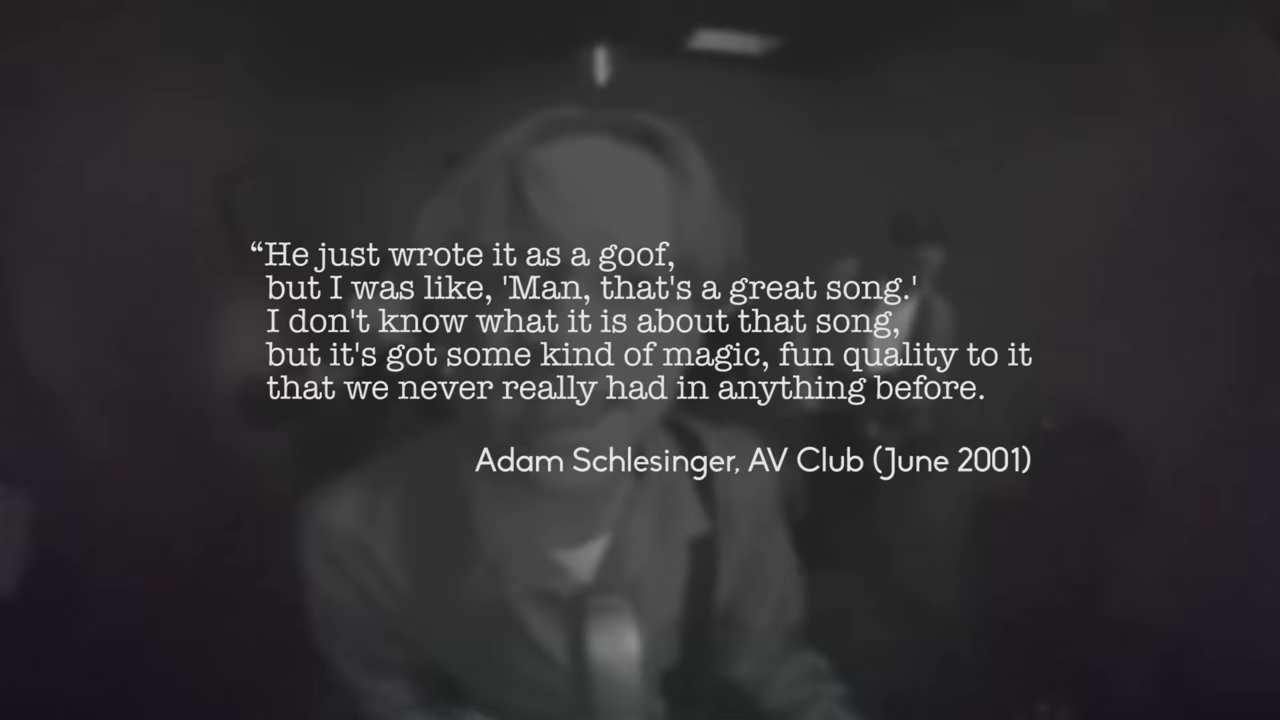 “He just wrote it as a goof,
but I was like, 'Man, that's a great song.'
I don't know what it is about that song,
but it's got some kind of magic, fun quality to it
that we never really had in anything before.
Adam Schlesinger, AV Club (June 2001)